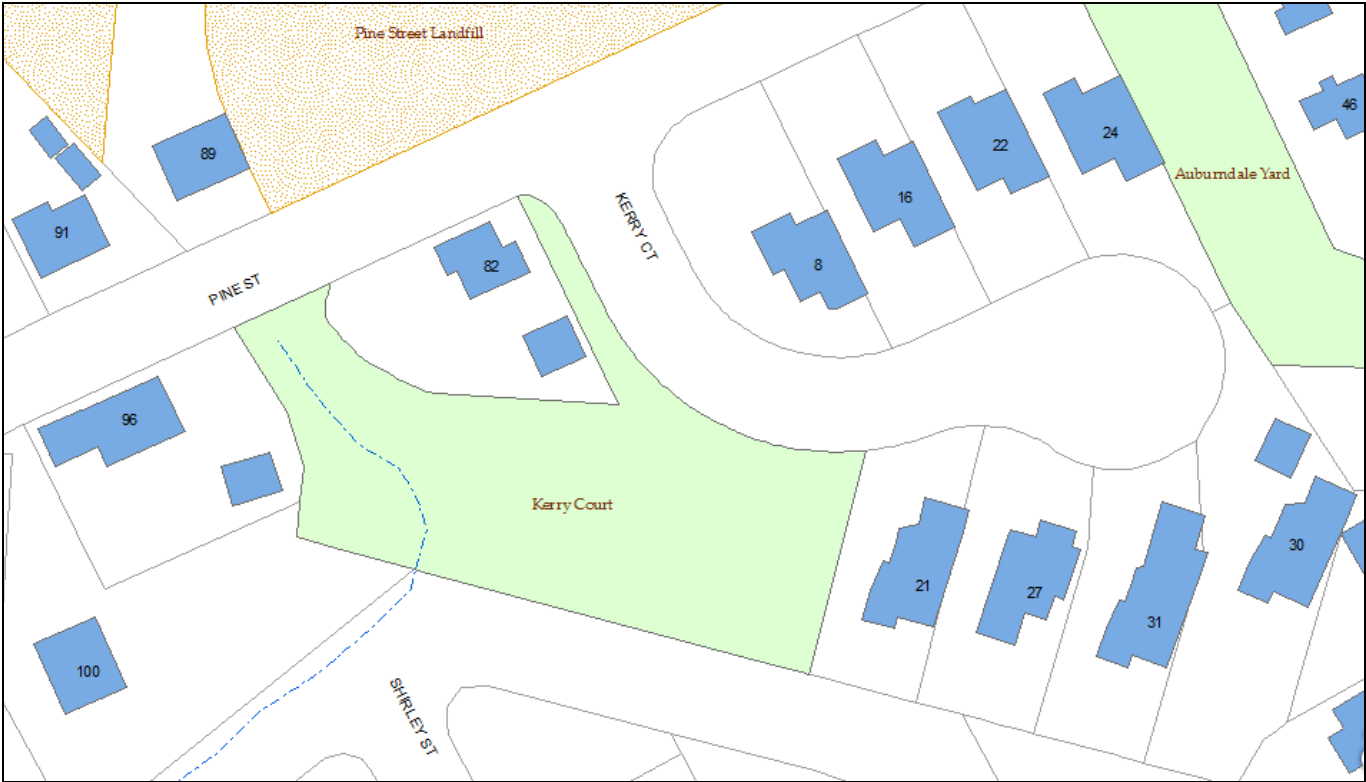 Pine Street Landfill
46
24
22
89
Auburndale Yard
16
KERRY CT
91
8
82
PINE ST
96
Kerry Court
30
21
27
31
100
SHIRLEY ST